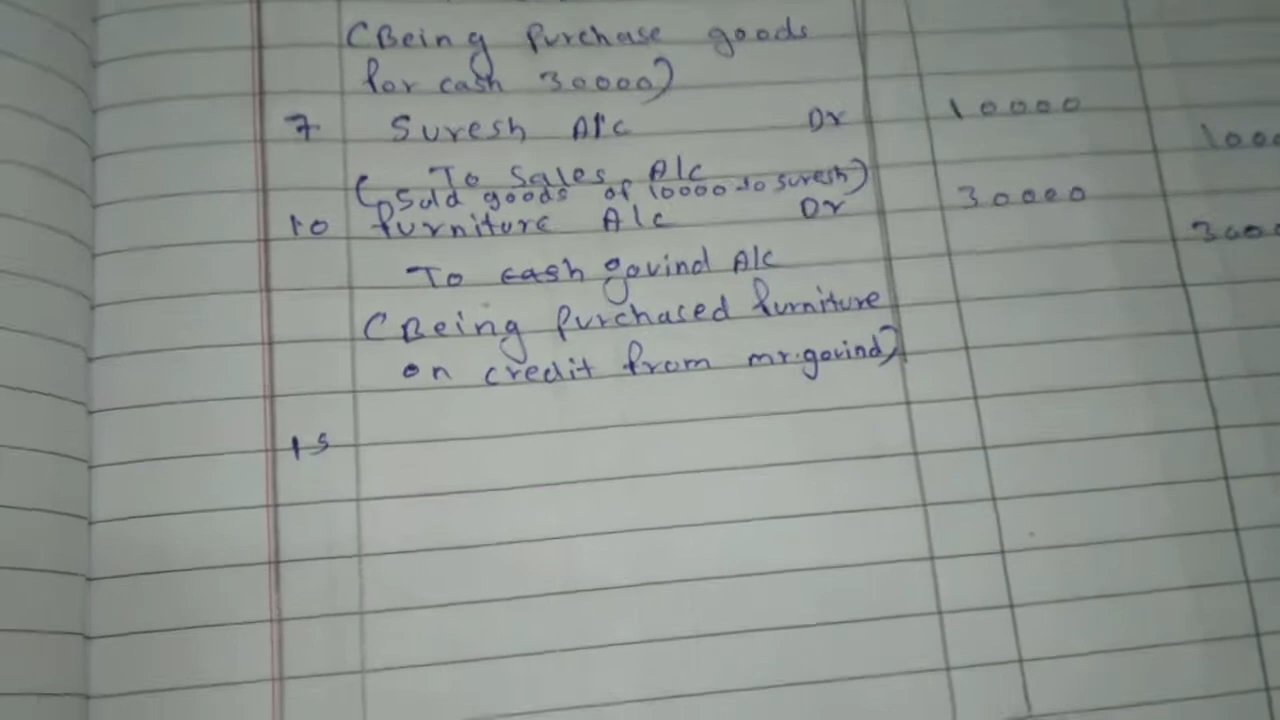 (Being Purchase goods
for cash 30000)
7 Suresh A/c Dr 10000
To Sales A/c
(Sold goods of 10000 to suresh)
10 furniture A/c Dr 30000
To cash govind A/c
(Being Purchased furniture
on credit from mr.govind)
15